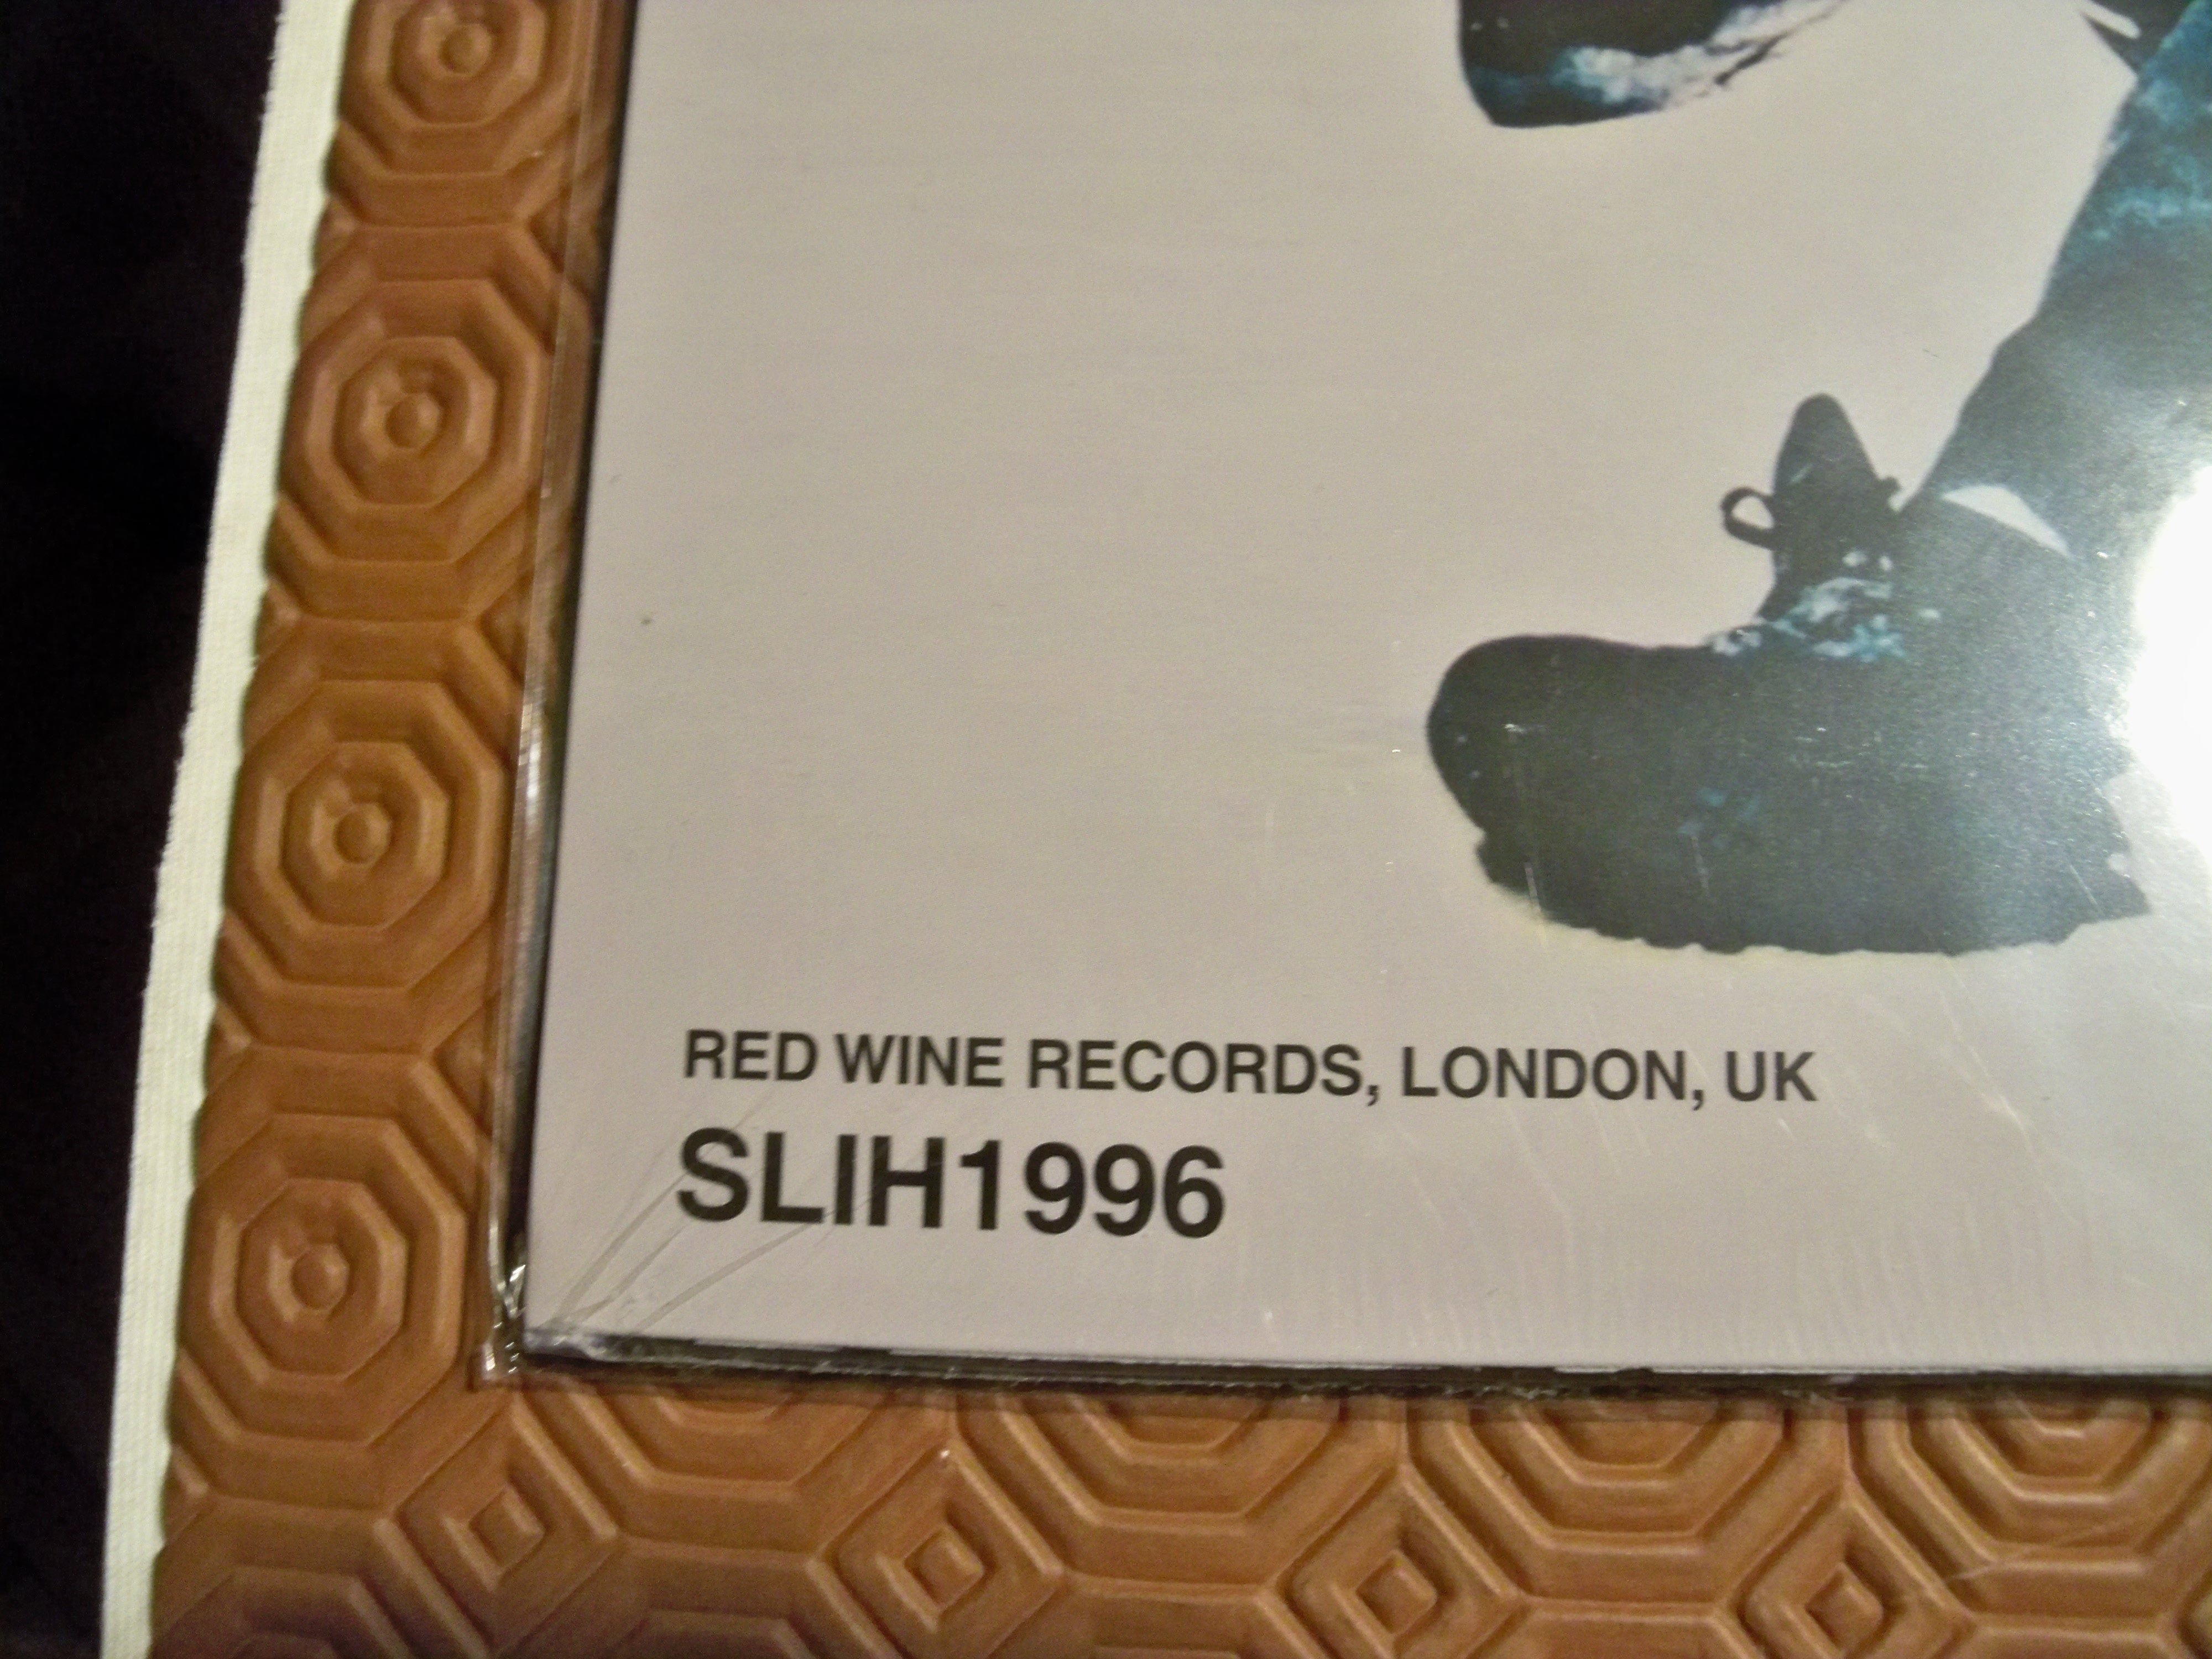 RED WINE RECORDS, LONDON, UK
SLIH1996